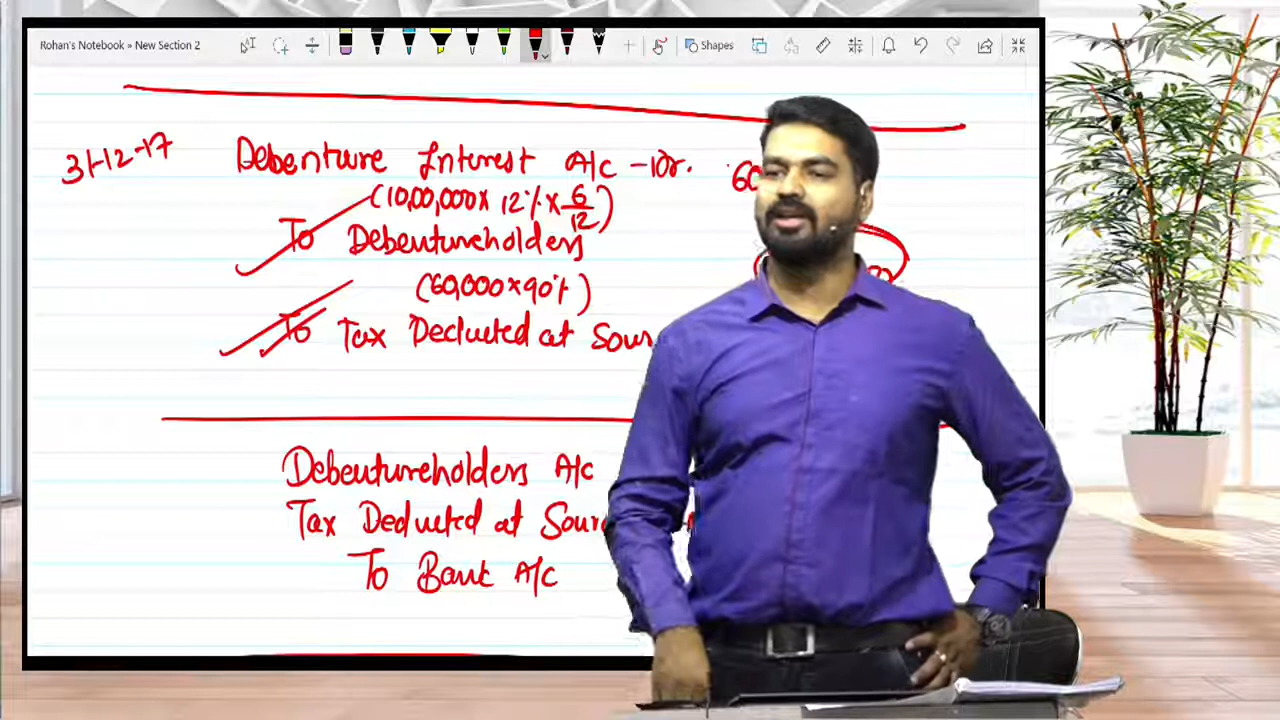 Rohan's Notebook » New Section 2
Shapes
31-12-17 Debenture Interest A/c - Dr. 60
(10,00,000 x 12% x 6/12)
To Debentureholders
(60,000 x 90%)
To Tax Deducted at Sour
Debentureholders A/c
Tax Deducted at Sour
To Bank A/c